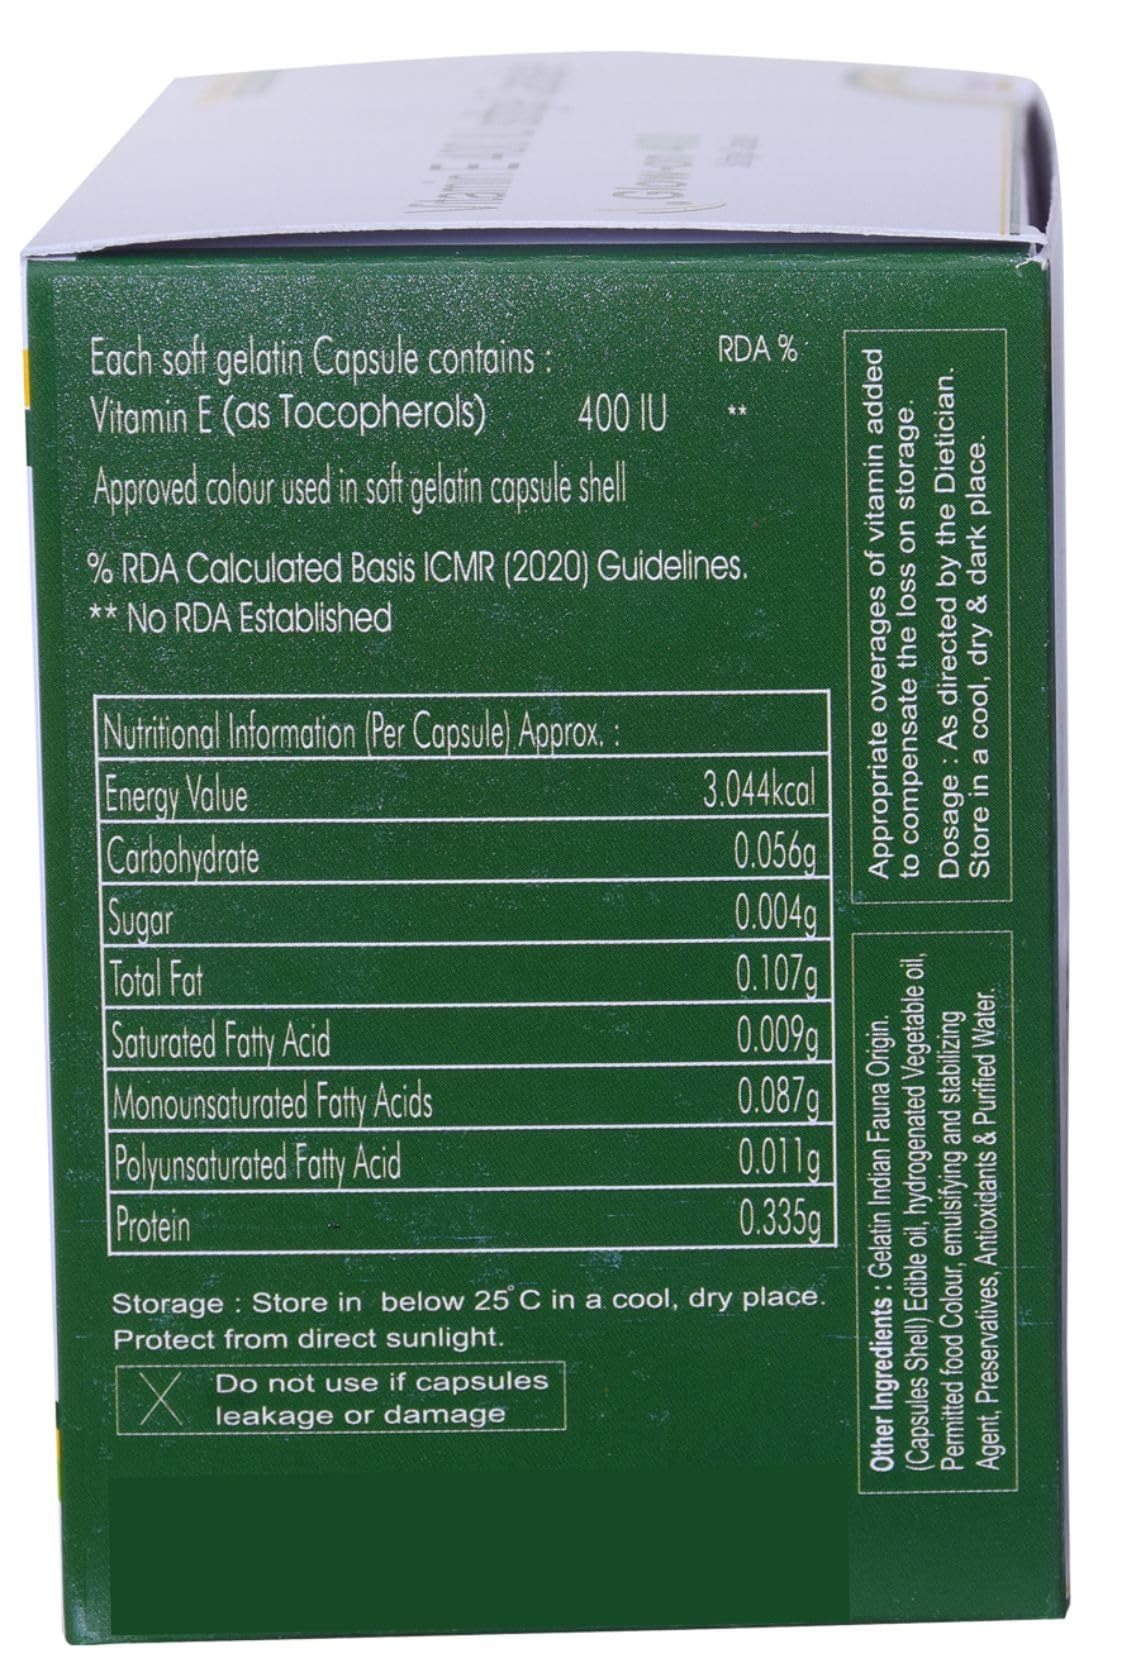 Vitamin E 400
Glow-on 400
Each soft gelatin Capsule contains : RDA %
Vitamin E (as Tocopherols) 400 IU **
Approved colour used in soft gelatin capsule shell
% RDA Calculated Basis ICMR (2020) Guidelines.
** No RDA Established
Nutritional Information (Per Capsule) Approx. :
Energy Value 3.044kcal
Carbohydrate 0.056g
Sugar 0.004g
Total Fat 0.107g
Saturated Fatty Acid 0.009g
Monounsaturated Fatty Acids 0.087g
Polyunsaturated Fatty Acid 0.011g
Protein 0.335g
Storage : Store in below 25°C in a cool, dry place.
Protect from direct sunlight.
Do not use if capsules
leakage or damage
Appropriate overages of vitamin added
to compensate the loss on storage.
Dosage : As directed by the Dietician.
Store in a cool, dry & dark place.
Other Ingredients : Gelatin Indian Fauna Origin.
(Capsules Shell) Edible oil, hydrogenated Vegetable oil,
Permitted food Colour, emulsifying and stabilizing
Agent, Preservatives, Antioxidants & Purified Water.